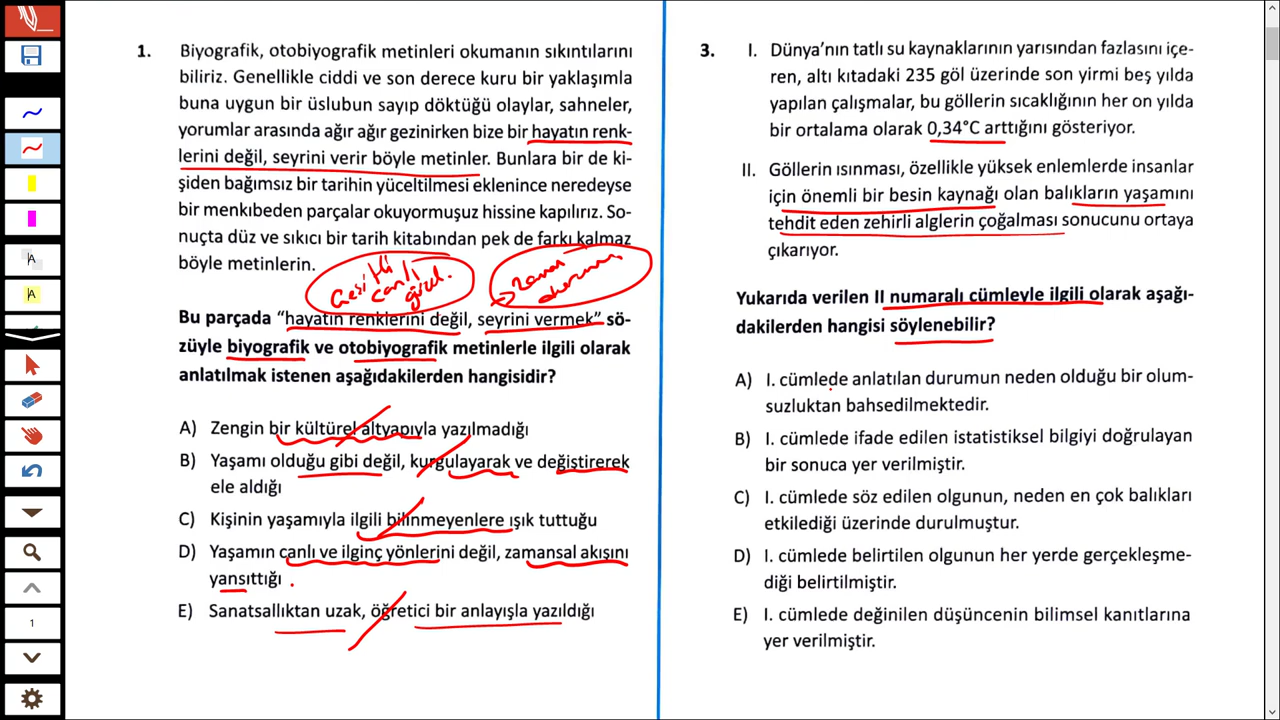 1. Biyografik, otobiyografik metinleri okumanın sıkıntılarını
biliriz. Genellikle ciddi ve son derece kuru bir yaklaşımla
buna uygun bir üslubun sayıp döktüğü olaylar, sahneler,
yorumlar arasında ağır ağır gezinirken bize bir hayatın renk-
lerini değil, seyrini verir böyle metinler. Bunlara bir de ki-
şiden bağımsız bir tarihin yüceltilmesi eklenince neredeyse
bir menkıbeden parçalar okuyormuşuz hissine kapılırız. So-
nuçta düz ve sıkıcı bir tarih kitabından pek de farkı kalmaz
böyle metinlerin.
canlı
Bu parçada “hayatın renklerini değil, seyrini vermek” sö-
züyle biyografik ve otobiyografik metinlerle ilgili olarak
anlatılmak istenen aşağıdakilerden hangisidir?
A) Zengin bir kültürel altyapıyla yazılmadığı
B) Yaşamı olduğu gibi değil, kurgulayarak ve değiştirerek
ele aldığı
C) Kişinin yaşamıyla ilgili bilinmeyenlere ışık tuttuğu
D) Yaşamın canlı ve ilginç yönlerini değil, zamansal akışını
yansıttığı
E) Sanatsallıktan uzak, öğretici bir anlayışla yazıldığı
3. I. Dünya’nın tatlı su kaynaklarının yarısından fazlasını içe-
ren, altı kıtadaki 235 göl üzerinde son yirmi beş yılda
yapılan çalışmalar, bu göllerin sıcaklığının her on yılda
bir ortalama olarak 0,34°C arttığını gösteriyor.
II. Göllerin ısınması, özellikle yüksek enlemlerde insanlar
için önemli bir besin kaynağı olan balıkların yaşamını
tehdit eden zehirli alglerin çoğalması sonucunu ortaya
çıkarıyor.
Yukarıda verilen II numaralı cümleyle ilgili olarak aşağı-
dakilerden hangisi söylenebilir?
A) I. cümlede anlatılan durumun neden olduğu bir olum-
suzluktan bahsedilmektedir.
B) I. cümlede ifade edilen istatistiksel bilgiyi doğrulayan
bir sonuca yer verilmiştir.
C) I. cümlede söz edilen olgunun, neden en çok balıkları
etkilediği üzerinde durulmuştur.
D) I. cümlede belirtilen olgunun her yerde gerçekleşme-
diği belirtilmiştir.
E) I. cümlede değinilen düşüncenin bilimsel kanıtlarına
yer verilmiştir.
A
A
1